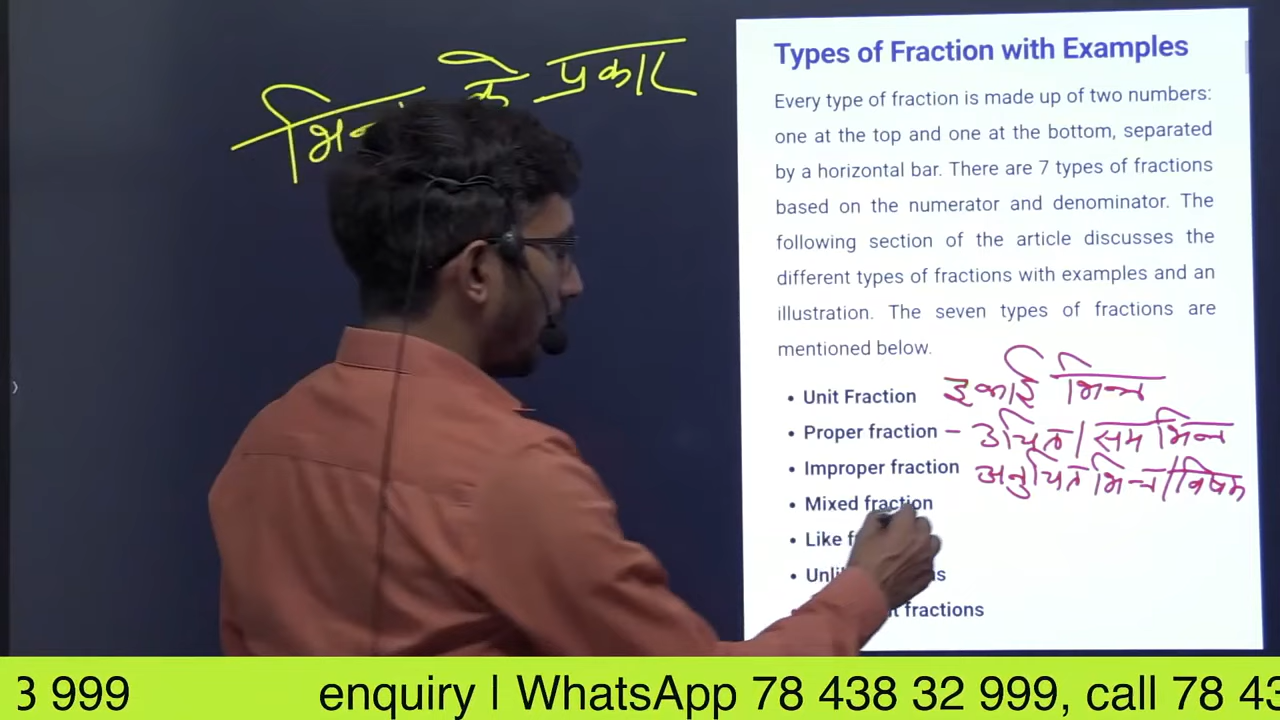 भिन्न के प्रकार
Types of Fraction with Examples
Every type of fraction is made up of two numbers:
one at the top and one at the bottom, separated
by a horizontal bar. There are 7 types of fractions
based on the numerator and denominator. The
following section of the article discusses the
different types of fractions with examples and an
illustration. The seven types of fractions are
mentioned below.
• Unit Fraction इकाई भिन्न
• Proper fraction – उचित / सम भिन्न
• Improper fraction अनुचित भिन्न / विषम
• Mixed fraction
• Like
•
• fractions
3 999 enquiry | WhatsApp 78 438 32 999, call 78 43